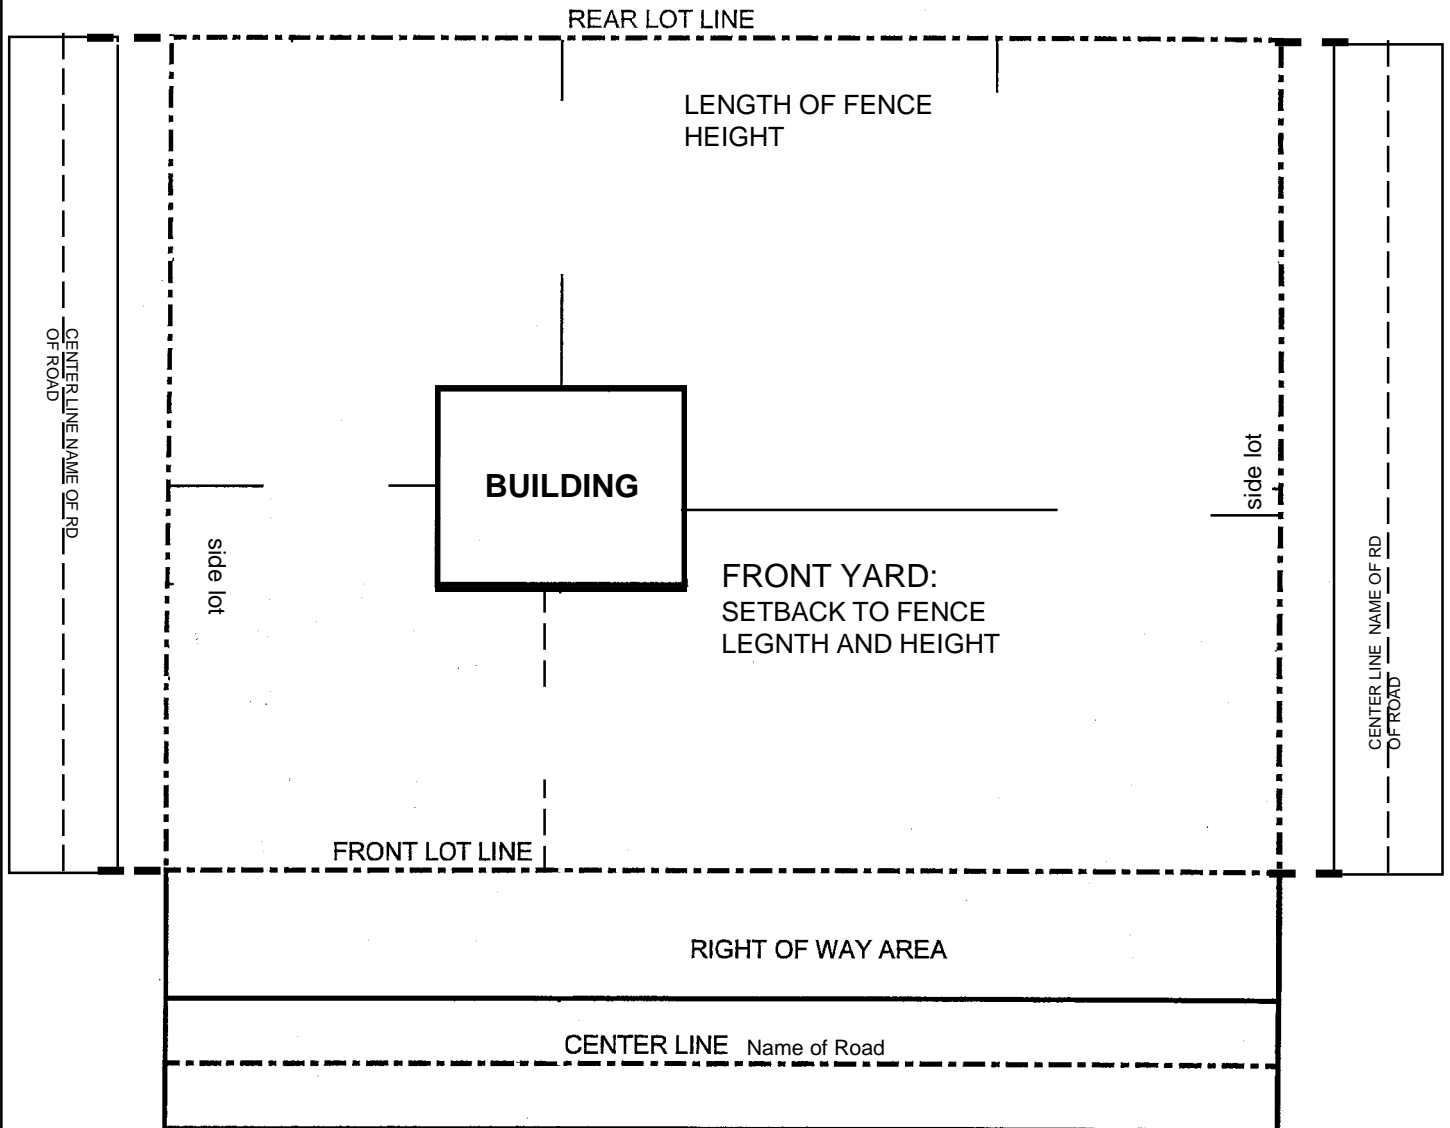 REAR LOT LINE
LENGTH OF FENCE
HEIGHT
CENTER LINE NAME OF RD
OF ROAD
side lot
BUILDING
side lot
FRONT YARD:
SETBACK TO FENCE
LEGNTH AND HEIGHT
CENTER LINE NAME OF RD
OF ROAD
FRONT LOT LINE
RIGHT OF WAY AREA
CENTER LINE Name of Road